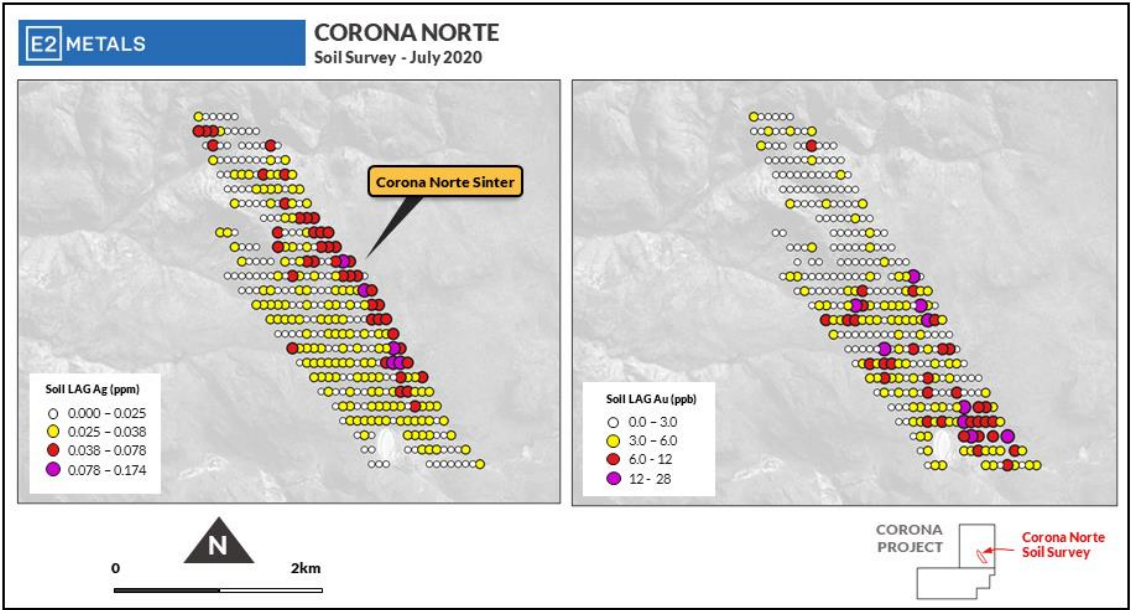 E2 METALS
CORONA NORTE
Soil Survey - July 2020
Corona Norte Sinter
Soil LAG Ag (ppm)
0.000 – 0.025
0.025 – 0.038
0.038 – 0.078
0.078 – 0.174
Soil LAG Au (ppb)
0.0 – 3.0
3.0 – 6.0
6.0 - 12
12 - 28
N
0 2km
CORONA
PROJECT
Corona Norte
Soil Survey